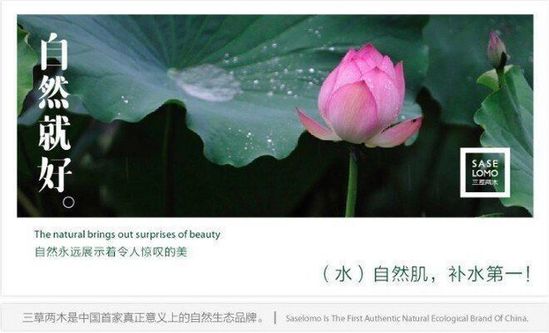 自然就好。
SASE
LOMO
三草两木
The natural brings out surprises of beauty
自然永远展示着令人惊叹的美
（水）自然肌，补水第一！
三草两木是中国首家真正意义上的自然生态品牌。 | Saselomo Is The First Authentic Natural Ecological Brand Of China.